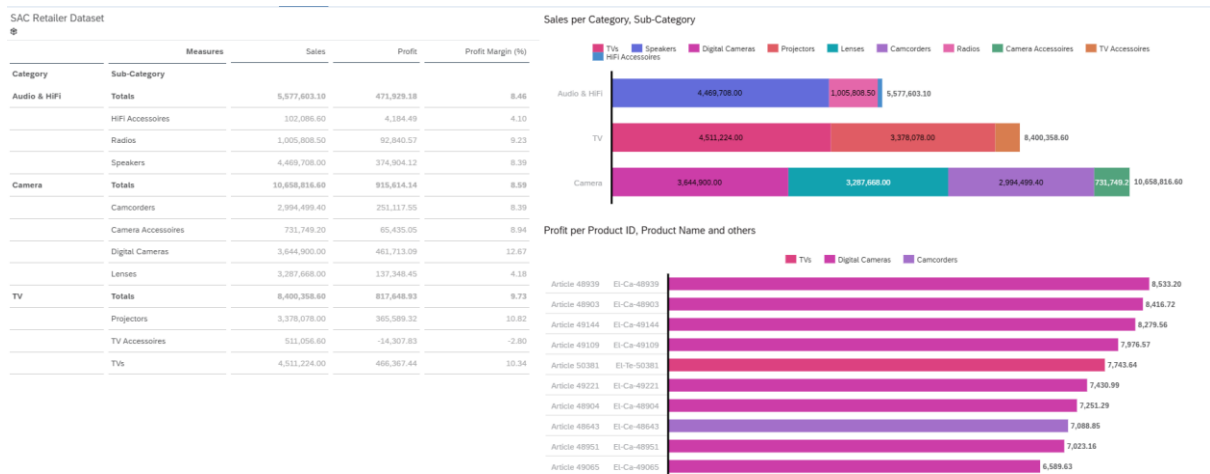 SAC Retailer Dataset
Measures Sales Profit Profit Margin (%)
Category Sub-Category
Audio & HiFi Totals 5,577,603.10 471,929.18 8.46
HiFi Accessoires 102,086.60 4,184.49 4.10
Radios 1,005,808.50 92,840.57 9.23
Speakers 4,469,708.00 374,904.12 8.39
Camera Totals 10,658,816.60 915,614.14 8.59
Camcorders 2,994,499.40 251,117.55 8.39
Camera Accessoires 731,749.20 65,435.05 8.94
Digital Cameras 3,644,900.00 461,713.09 12.67
Lenses 3,287,668.00 137,348.45 4.18
TV Totals 8,400,358.60 817,648.93 9.73
Projectors 3,378,078.00 365,589.32 10.82
TV Accessoires 511,056.60 -14,307.83 -2.80
TVs 4,511,224.00 466,367.44 10.34
Sales per Category, Sub-Category
TVs Speakers Digital Cameras Projectors Lenses Camcorders Radios Camera Accessoires TV Accessoires
HiFi Accessoires
Audio & HiFi 4,469,708.00 1,005,808.50 5,577,603.10
TV 4,511,224.00 3,378,078.00 8,400,358.60
Camera 3,644,900.00 3,287,668.00 2,994,499.40 731,749.2 10,658,816.60
Profit per Product ID, Product Name and others
TVs Digital Cameras Camcorders
Article 48939 El-Ca-48939 8,533.20
Article 48903 El-Ca-48903 8,416.72
Article 49144 El-Ca-49144 8,279.56
Article 49109 El-Ca-49109 7,976.57
Article 50381 El-Te-50381 7,743.64
Article 49221 El-Ca-49221 7,430.99
Article 48904 El-Ca-48904 7,251.29
Article 48643 El-Ce-48643 7,088.85
Article 48951 El-Ca-48951 7,023.16
Article 49065 El-Ca-49065 6,589.63